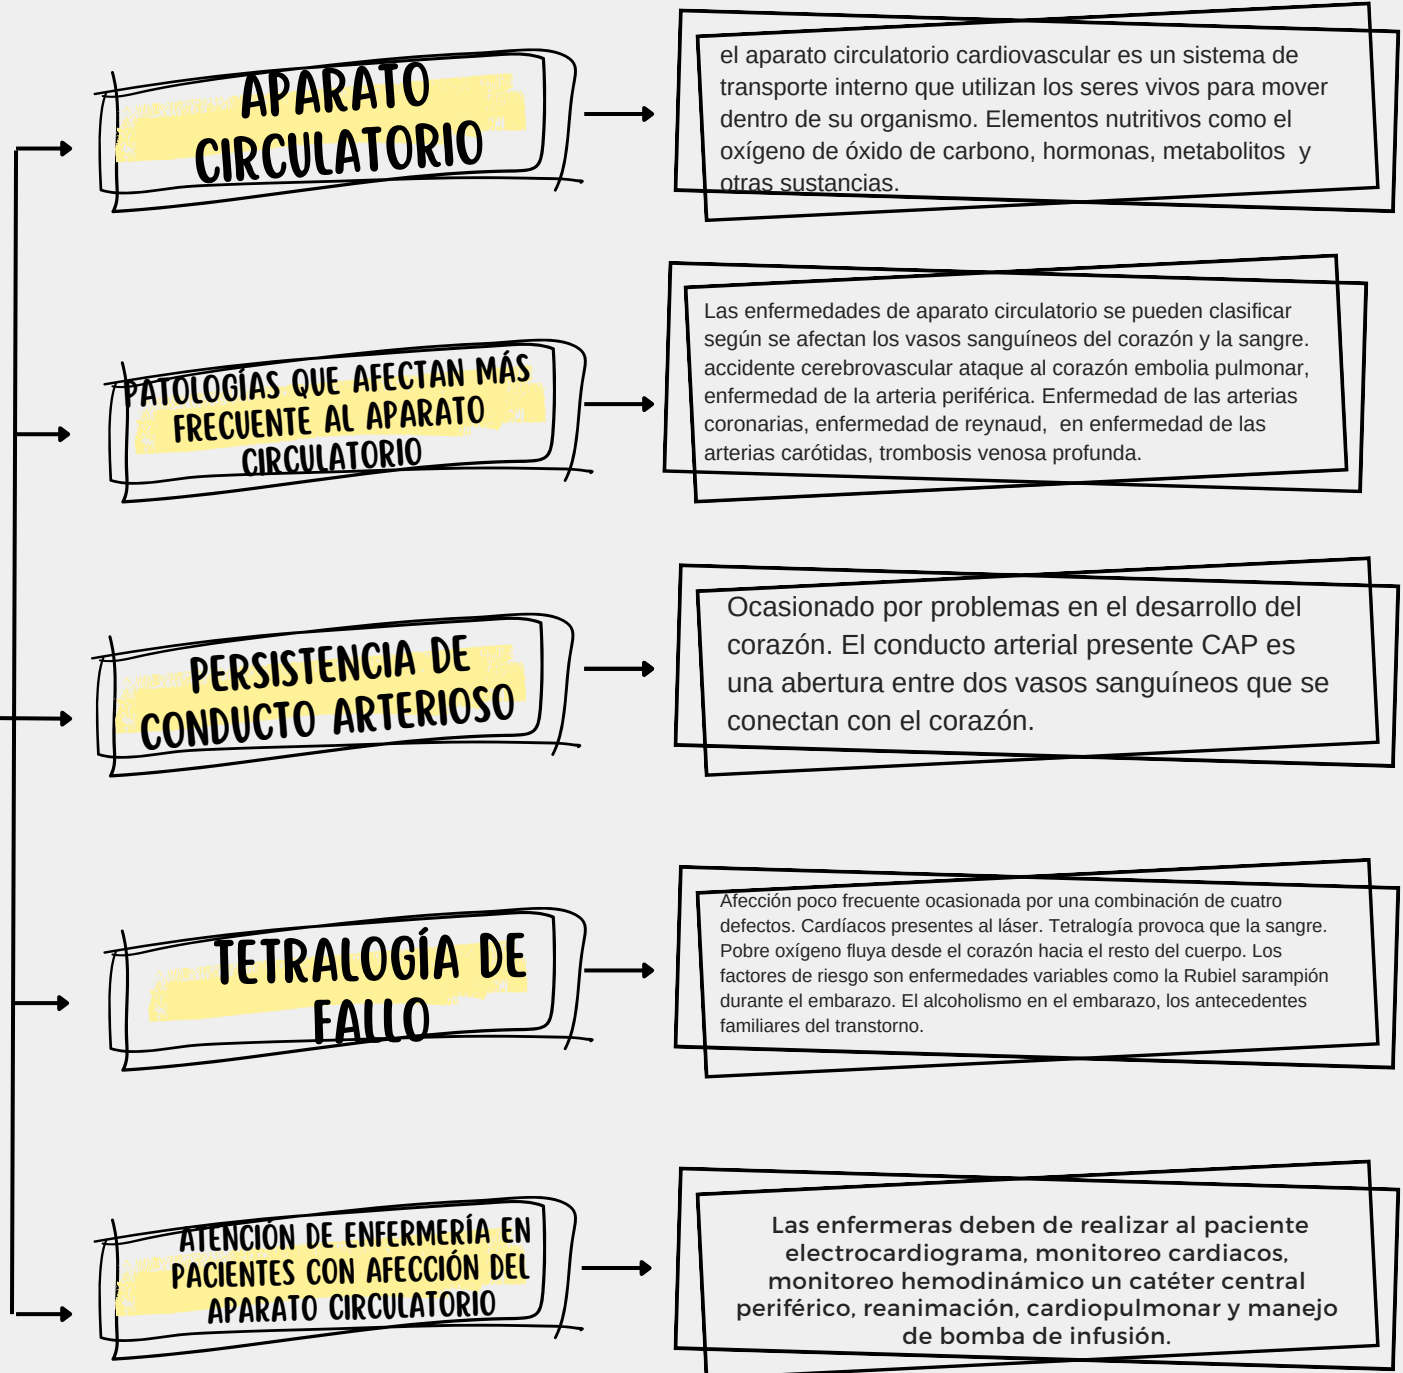 APARATO
CIRCULATORIO
el aparato circulatorio cardiovascular es un sistema de
transporte interno que utilizan los seres vivos para mover
dentro de su organismo. Elementos nutritivos como el
oxígeno de óxido de carbono, hormonas, metabolitos  y
otras sustancias.
PATOLOGÍAS QUE AFECTAN MÁS
FRECUENTE AL APARATO
CIRCULATORIO
Las enfermedades de aparato circulatorio se pueden clasificar
según se afectan los vasos sanguíneos del corazón y la sangre.
accidente cerebrovascular ataque al corazón embolia pulmonar,
enfermedad de la arteria periférica. Enfermedad de las arterias
coronarias, enfermedad de reynaud,  en enfermedad de las
arterias carótidas, trombosis venosa profunda.
PERSISTENCIA DE
CONDUCTO ARTERIOSO
Ocasionado por problemas en el desarrollo del
corazón. El conducto arterial presente CAP es
una abertura entre dos vasos sanguíneos que se
conectan con el corazón.
TETRALOGÍA DE
FALLO
Afección poco frecuente ocasionada por una combinación de cuatro
defectos. Cardíacos presentes al láser. Tetralogía provoca que la sangre.
Pobre oxígeno fluya desde el corazón hacia el resto del cuerpo. Los
factores de riesgo son enfermedades variables como la Rubiel sarampión
durante el embarazo. El alcoholismo en el embarazo, los antecedentes
familiares del transtorno.
ATENCIÓN DE ENFERMERÍA EN
PACIENTES CON AFECCIÓN DEL
APARATO CIRCULATORIO
Las enfermeras deben de realizar al paciente
electrocardiograma, monitoreo cardiacos,
monitoreo hemodinámico un catéter central
periférico, reanimación, cardiopulmonar y manejo
de bomba de infusión.